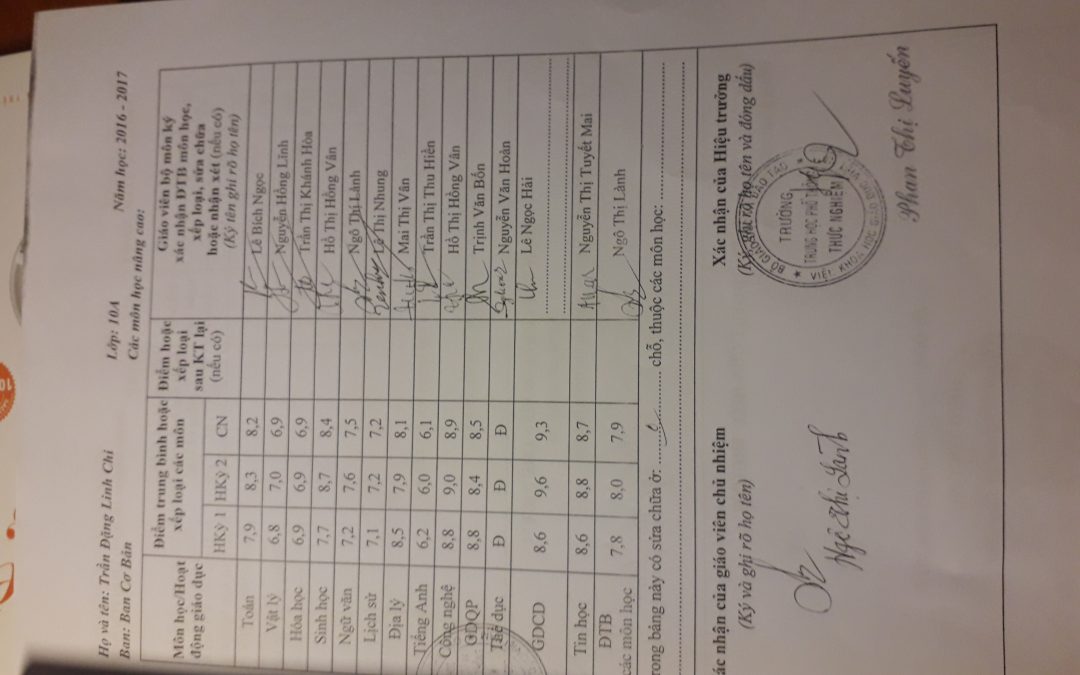 Họ và tên: Trần Đặng Linh Chi Lớp: 10A Năm học: 2016 - 2017
Ban: Ban Cơ Bản Các môn học nâng cao:
Môn học/Hoạt động giáo dục
Điểm trung bình hoặc xếp loại các môn
Điểm hoặc xếp loại sau KT lại (nếu có)
Giáo viên bộ môn ký xác nhận ĐTB môn học, xếp loại, sửa chữa hoặc nhận xét (nếu có) (Ký tên ghi rõ họ tên)
HKỳ 1 HKỳ 2 CN
Toán 7,9 8,3 8,2 Lê Bích Ngọc
Vật lý 6,8 7,0 6,9 Nguyễn Hồng Linh
Hóa học 6,9 6,9 6,9 Trần Thị Khánh Hòa
Sinh học 7,7 8,7 8,4 Hồ Thị Hồng Vân
Ngữ văn 7,2 7,6 7,5 Ngô Thị Lành
Lịch sử 7,1 7,2 7,2 Lê Thị Nhung
Địa lý 8,5 7,9 8,1 Mai Thị Vân
Tiếng Anh 6,2 6,0 6,1 Trần Thị Thu Hiền
Công nghệ 8,8 9,0 8,9 Hồ Thị Hồng Vân
GDQP 8,8 8,4 8,5 Trịnh Văn Bốn
Thể dục Đ Đ Đ Nguyễn Văn Hoàn
GDCD 8,6 9,6 9,3 Lê Ngọc Hải
Tin học 8,6 8,8 8,7 Nguyễn Thị Tuyết Mai
ĐTB các môn học 7,8 8,0 7,9 Ngô Thị Lành
rong bảng này có sửa chữa ở: ........ chỗ, thuộc các môn học: ........
ác nhận của giáo viên chủ nhiệm
(Ký và ghi rõ họ tên)
Ngô Thị Lành
Xác nhận của Hiệu trưởng
(Ký, ghi rõ họ tên và đóng dấu)
TRƯỜNG
TRUNG HỌC PHỔ THÔNG
THỰC NGHIỆM
VIỆN KHOA HỌC GIÁO DỤC
Phan Thị Luyến